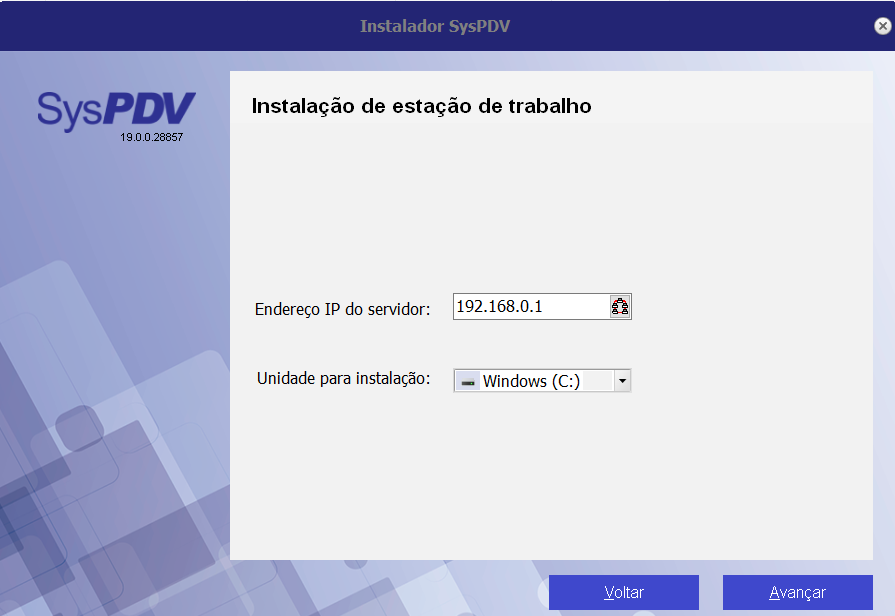 Instalador SysPDV
SysPDV
19.0.0.28857
Instalação de estação de trabalho
Endereço IP do servidor: 192.168.0.1
Unidade para instalação: Windows (C:)
Voltar Avançar